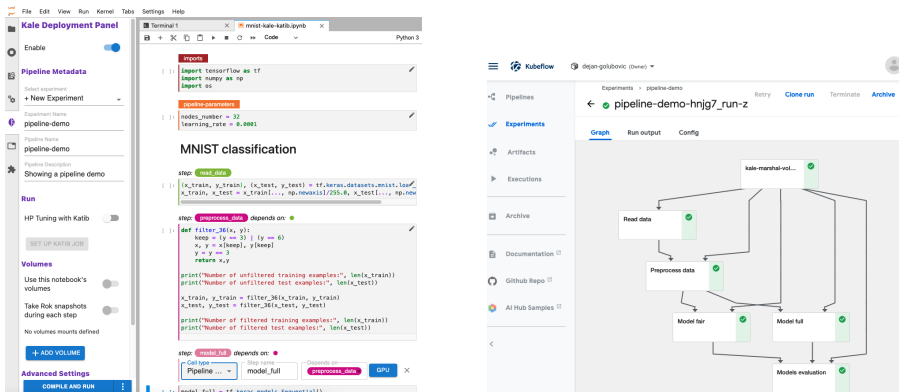 File Edit View Run Kernel Tabs Settings Help
Kale Deployment Panel
Enable
Pipeline Metadata
Select experiment
+ New Experiment
Experiment Name
pipeline-demo
Pipeline Name
pipeline-demo
Pipeline Description
Showing a pipeline demo
Run
HP Tuning with Katib
SET UP KATIB JOB
Volumes
Use this notebook's
volumes
Take Rok snapshots
during each step
No volumes mounts defined
+ ADD VOLUME
Advanced Settings
COMPILE AND RUN
Terminal 1
mnist-kale-katib.ipynb
Code
Python 3
imports
import tensorflow as tf
import numpy as np
import os
pipeline-parameters
nodes_number = 32
learning_rate = 0.0001
MNIST classification
step: read_data
(x_train, y_train), (x_test, y_test) = tf.keras.datasets.mnist.loa
x_train, x_test = x_train[..., np.newaxis]/255.0, x_test[..., np.new
step: preprocess_data depends on:
def filter_36(x, y):
keep = (y == 3) | (y == 6)
x, y = x[keep], y[keep]
y = y == 3
return x,y
print("Number of unfiltered training examples:", len(x_train))
print("Number of unfiltered test examples:", len(x_test))
x_train, y_train = filter_36(x_train, y_train)
x_test, y_test = filter_36(x_test, y_test)
print("Number of filtered training examples:", len(x_train))
print("Number of filtered test examples:", len(x_test))
step: model_full depends on:
Cell type
Pipeline ...
Step name
model_full
Depends on
preprocess_data
GPU
model_full = tf.keras.models.Sequential()
Kubeflow
dejan-golubovic (Owner)
Pipelines
Experiments
Artifacts
Executions
Archive
Documentation
Github Repo
AI Hub Samples
Experiments > pipeline-demo
pipeline-demo-hnjg7_run-z
Retry Clone run Terminate Archive
Graph Run output Config
kale-marshal-vol...
Read data
Preprocess data
Model fair
Model full
Models evaluation